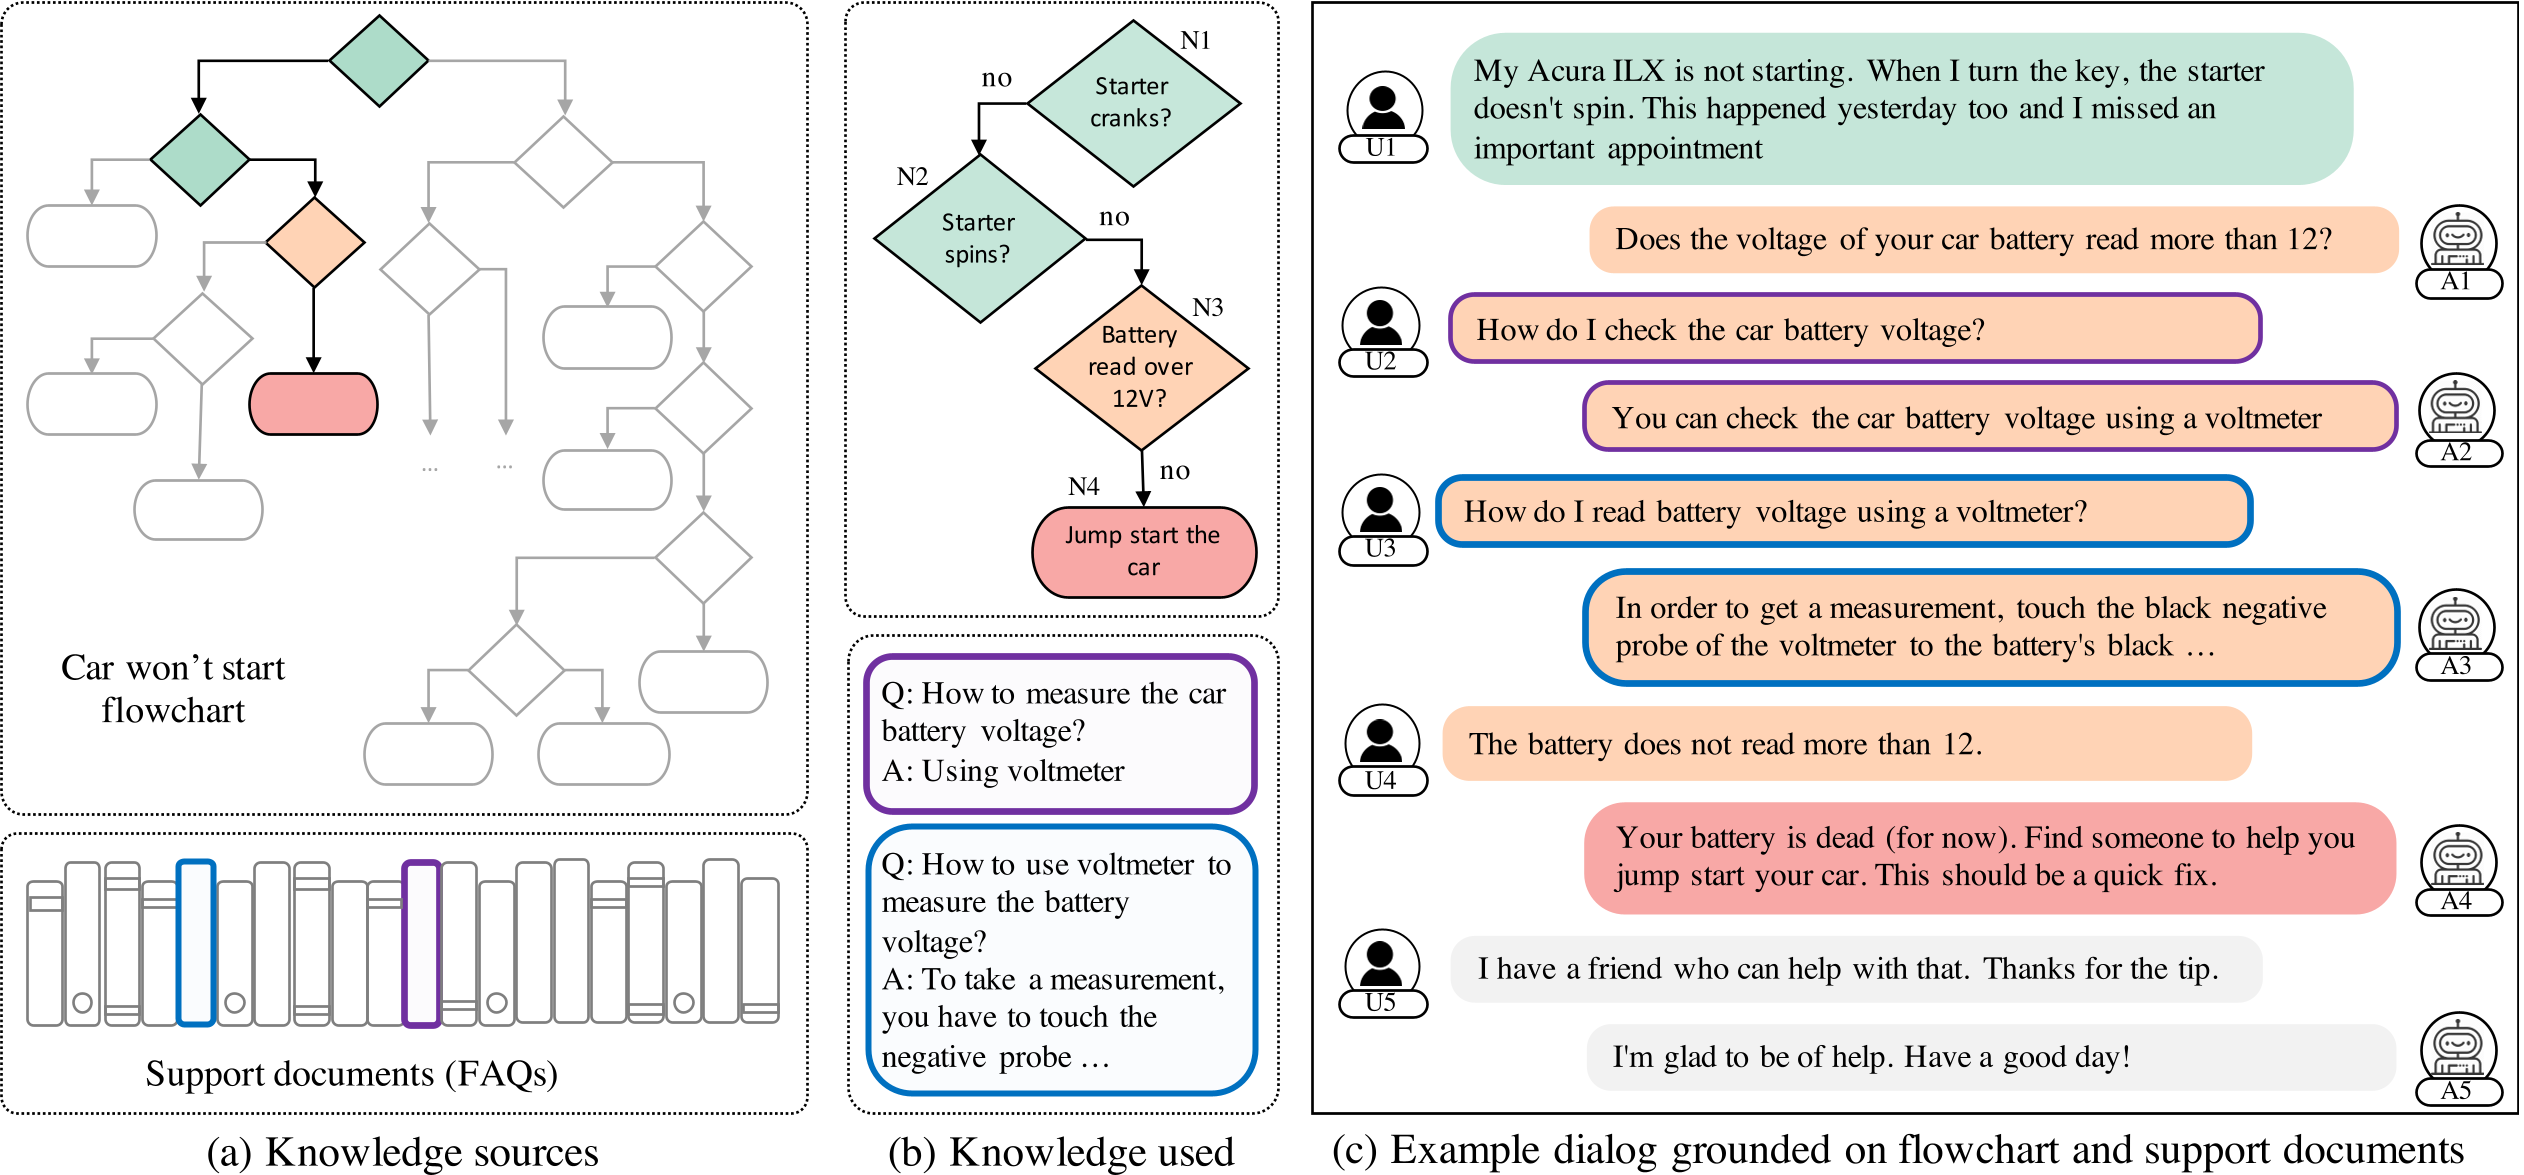 Car won’t start
flowchart
Support documents (FAQs)
(a) Knowledge sources
N1
Starter
cranks?
no
N2
Starter
spins?
no
N3
Battery
read over
12V?
no
N4
Jump start the
car
Q: How to measure the car
battery voltage?
A: Using voltmeter
Q: How to use voltmeter to
measure the battery
voltage?
A: To take a measurement,
you have to touch the
negative probe …
(b) Knowledge used
U1
My Acura ILX is not starting. When I turn the key, the starter
doesn't spin. This happened yesterday too and I missed an
important appointment
Does the voltage of your car battery read more than 12?
A1
U2
How do I check the car battery voltage?
You can check the car battery voltage using a voltmeter
A2
U3
How do I read battery voltage using a voltmeter?
In order to get a measurement, touch the black negative
probe of the voltmeter to the battery's black …
A3
U4
The battery does not read more than 12.
Your battery is dead (for now). Find someone to help you
jump start your car. This should be a quick fix.
A4
U5
I have a friend who can help with that. Thanks for the tip.
I'm glad to be of help. Have a good day!
A5
(c) Example dialog grounded on flowchart and support documents